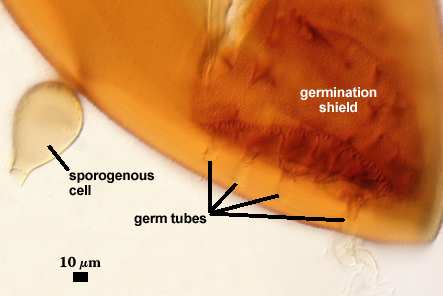 germination
shield
sporogenous
cell
germ tubes
10 μm